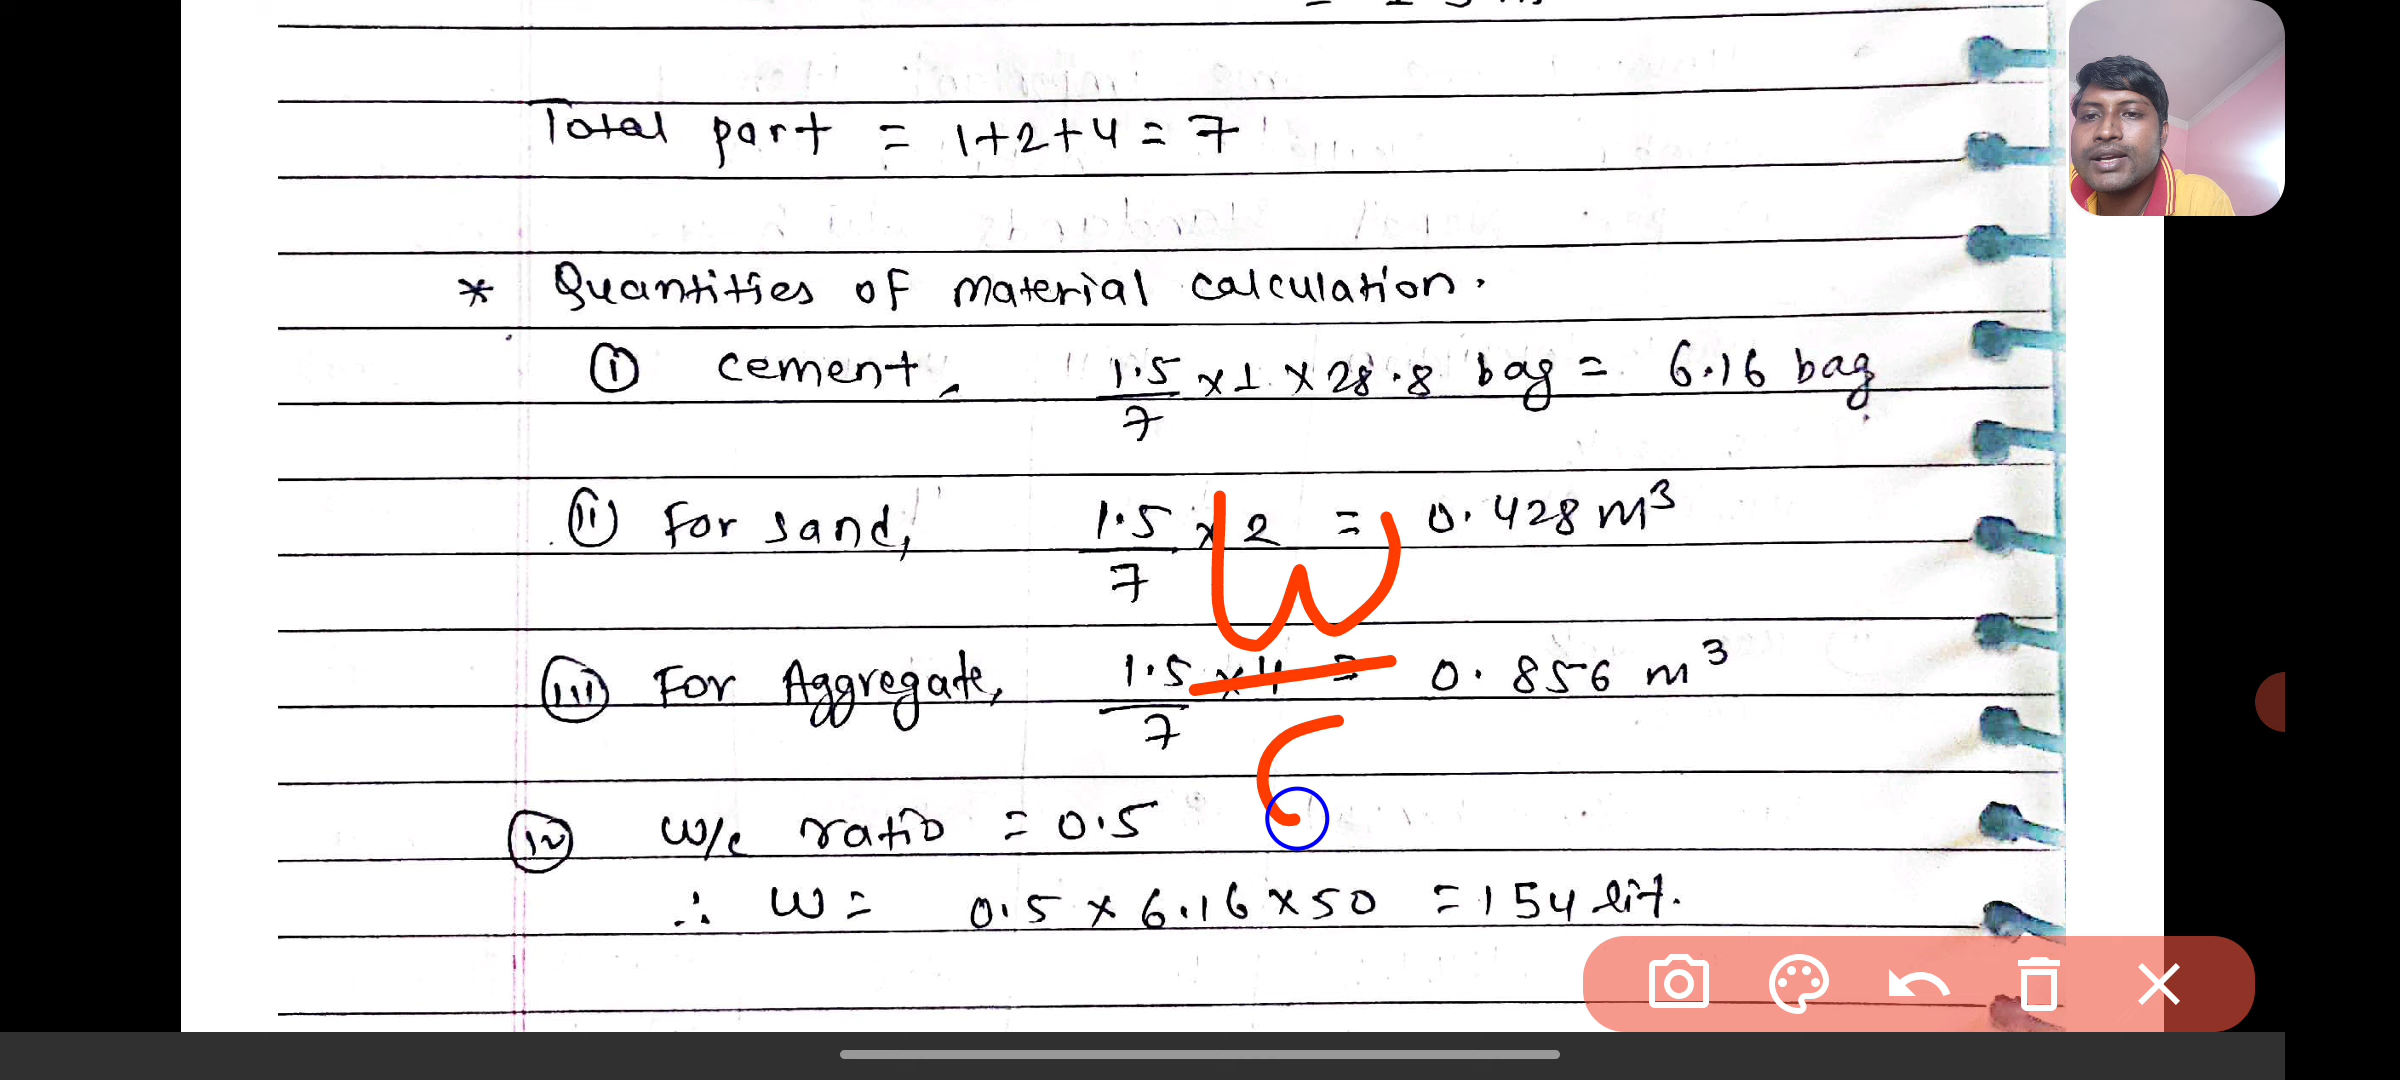 Total part = 1+2+4=7
* Quantities of material calculation.
(i) cement, 1.5/7 x 1 x 28.8 bag = 6.16 bag
(ii) For sand, 1.5/7 x 2 = 0.428 m³
(iii) For Aggregate, 1.5/7 x 4 = 0.856 m³
W
(iv) w/c ratio = 0.5
∴ W = 0.5 x 6.16 x 50 = 154 lit.